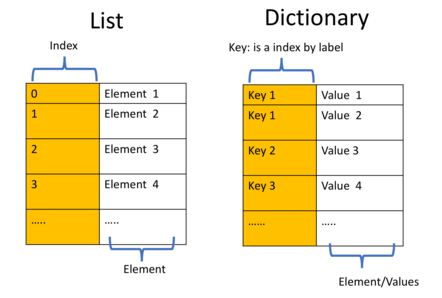 List
Index
0 Element 1
1 Element 2
2 Element 3
3 Element 4
..... .....
Element
Dictionary
Key: is a index by label
Key 1 Value 1
Key 1 Value 2
Key 2 Value 3
Key 3 Value 4
...... .....
Element/Values